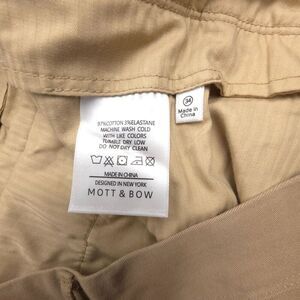 97%COTTON 3%ELASTANE
MACHINE WASH COLD
WITH LIKE COLORS
TUMBLE DRY LOW
DO NOT DRY CLEAN
MADE IN CHINA
DESIGNED IN NEW YORK
MOTT & BOW
34
Made In
China